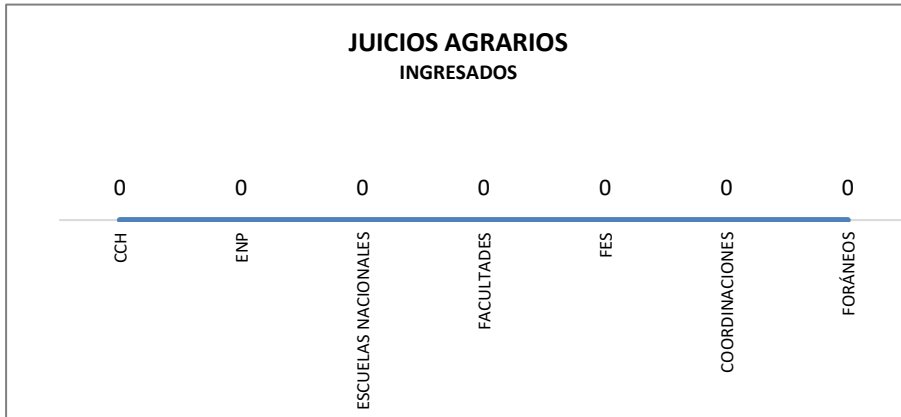 JUICIOS AGRARIOS
INGRESADOS
0 0 0 0 0 0 0
CCH
ENP
ESCUELAS NACIONALES
FACULTADES
FES
COORDINACIONES
FORÁNEOS